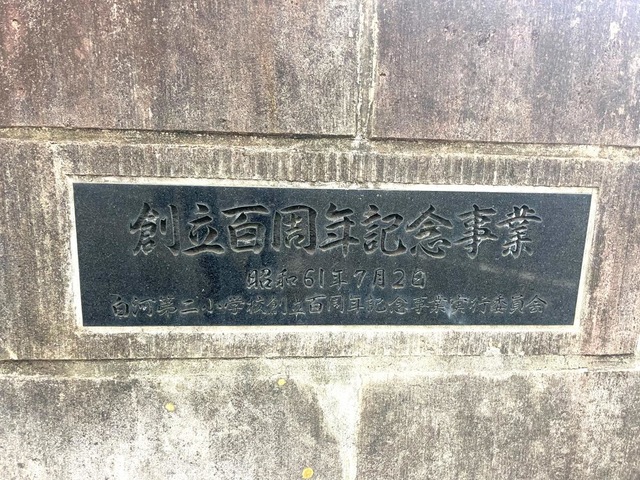 創立百周年記念事業
昭和61年7月2日
白河第二小学校創立百周年記念事業実行委員会